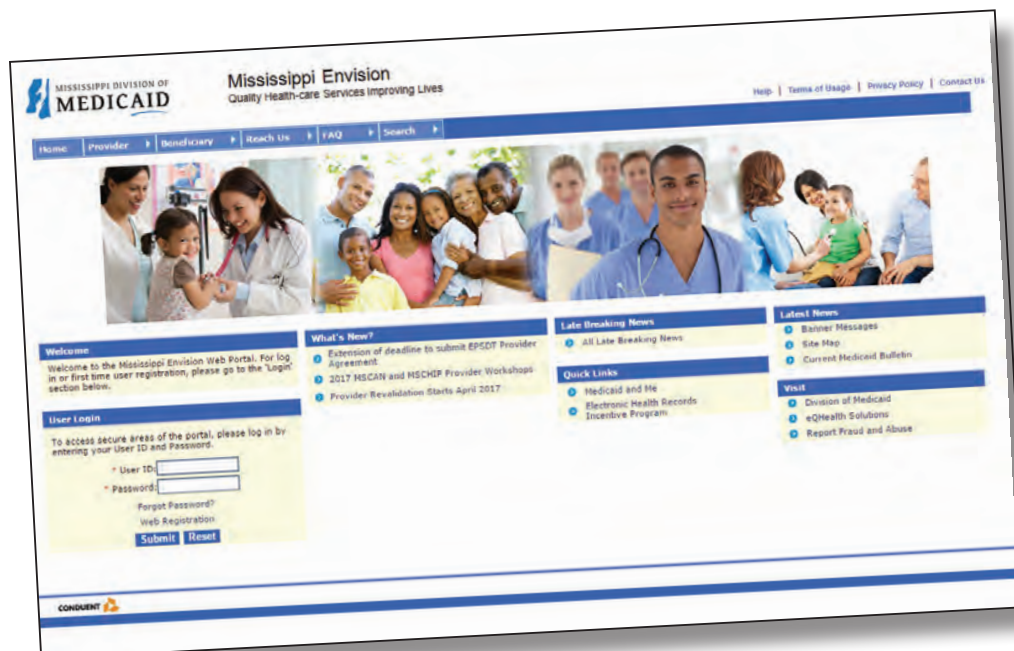 MISSISSIPPI DIVISION OF
MEDICAID
Mississippi Envision
Quality Health-care Services Improving Lives
Help | Terms of Usage | Privacy Policy | Contact Us
Home Provider Beneficiary Reach Us FAQ Search
Welcome
Welcome to the Mississippi Envision Web Portal. For log
in or first time user registration, please go to the 'Login'
section below.
User Login
To access secure areas of the portal, please log in by
entering your User ID and Password.
* User ID:
* Password:
Forgot Password?
Web Registration
Submit Reset
What's New?
Extension of deadline to submit EPSDT Provider
Agreement
2017 MSCAN and MSCHIP Provider Workshops
Provider Revalidation Starts April 2017
Late Breaking News
All Late Breaking News
Quick Links
Medicaid and Me
Electronic Health Records
Incentive Program
Latest News
Banner Messages
Site Map
Current Medicaid Bulletin
Visit
Division of Medicaid
eQHealth Solutions
Report Fraud and Abuse
CONDUENT